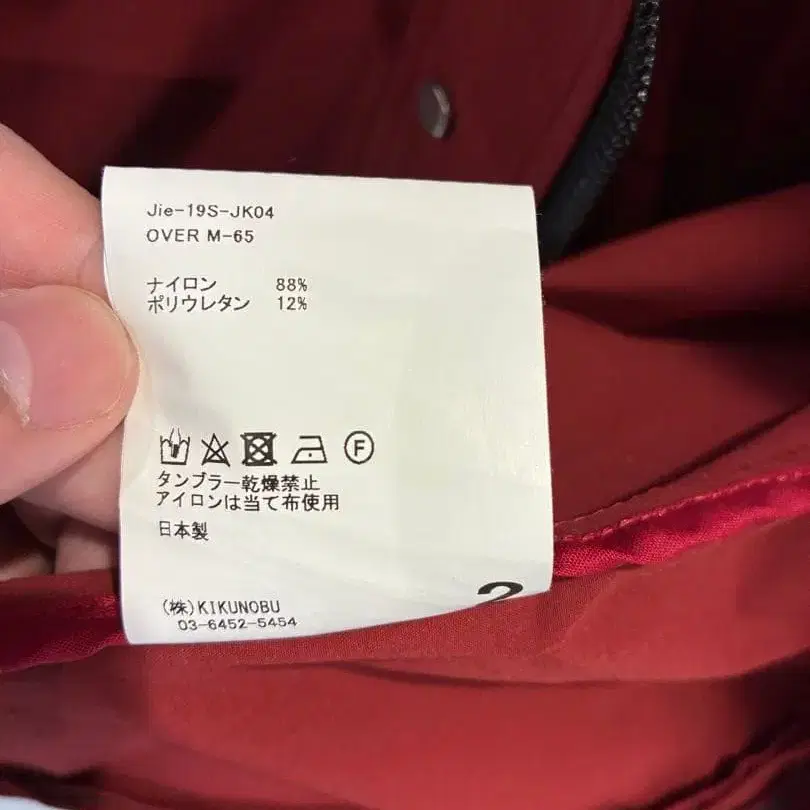 Jie-19S-JK04
OVER M-65
ナイロン 88%
ポリウレタン 12%
F
タンブラー乾燥禁止
アイロンは当て布使用
日本製
2
(株)KIKUNOBU
03-6452-5454